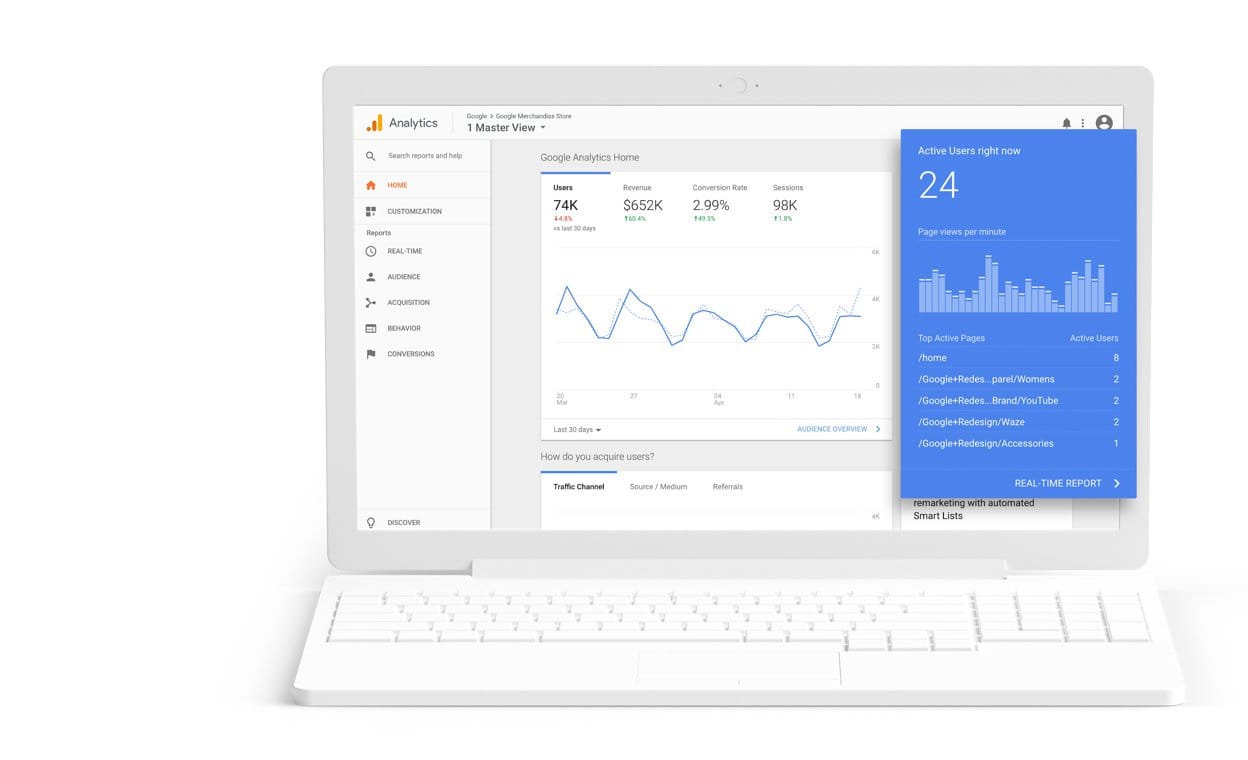 Analytics
Google > Google Merchandise Store
1 Master View
Search reports and help
HOME
CUSTOMIZATION
Reports
REAL-TIME
AUDIENCE
ACQUISITION
BEHAVIOR
CONVERSIONS
DISCOVER
Google Analytics Home
Users Revenue Conversion Rate Sessions
74K $652K 2.99% 98K
4.8% 60.4% 49.5% 1.8%
vs last 30 days
6K
4K
2K
0
20 27 04 11 18
Mar Apr
Last 30 days AUDIENCE OVERVIEW
How do you acquire users?
Traffic Channel Source / Medium Referrals
4K
Active Users right now
24
Page views per minute
Top Active Pages Active Users
/home 8
/Google+Redes...parel/Womens 2
/Google+Redes...Brand/YouTube 2
/Google+Redesign/Waze 2
/Google+Redesign/Accessories 1
REAL-TIME REPORT
remarketing with automated
Smart Lists